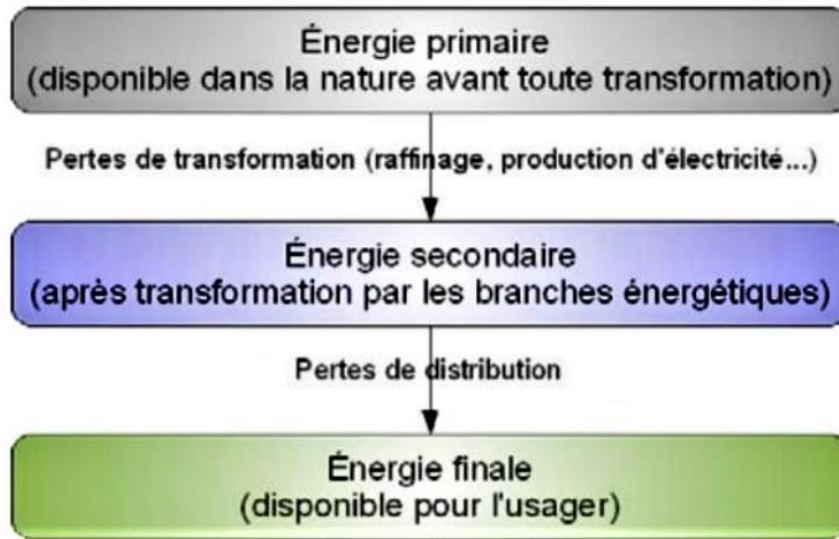 Énergie primaire
(disponible dans la nature avant toute transformation)
Pertes de transformation (raffinage, production d'électricité...)
Énergie secondaire
(après transformation par les branches énergétiques)
Pertes de distribution
Énergie finale
(disponible pour l'usager)